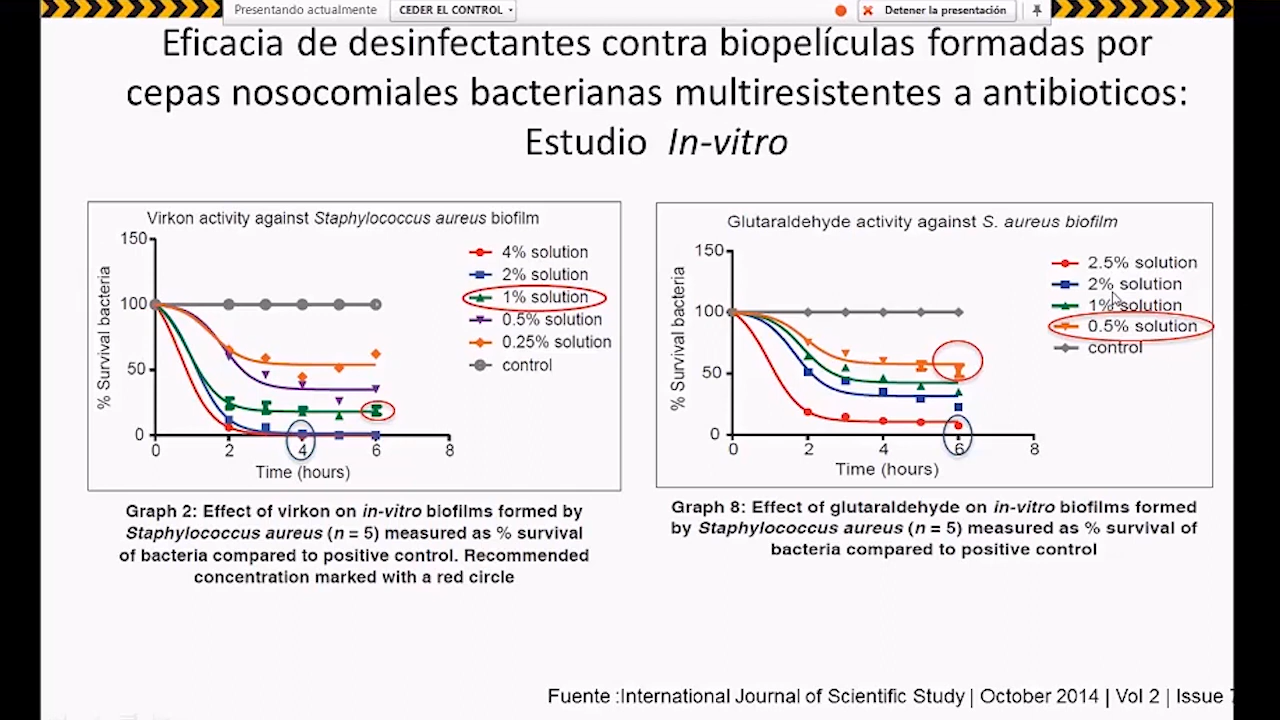 Presentando actualmente
CEDER EL CONTROL
Detener la presentación
Eficacia de desinfectantes contra biopelículas formadas por
cepas nosocomiales bacterianas multiresistentes a antibioticos:
Estudio In-vitro
Virkon activity against Staphylococcus aureus biofilm
% Survival bacteria
150
100
50
0
0 2 4 6 8
Time (hours)
4% solution
2% solution
1% solution
0.5% solution
0.25% solution
control
Graph 2: Effect of virkon on in-vitro biofilms formed by
Staphylococcus aureus (n = 5) measured as % survival
of bacteria compared to positive control. Recommended
concentration marked with a red circle
Glutaraldehyde activity against S. aureus biofilm
% Survival bacteria
150
100
50
0
0 2 4 6 8
Time (hours)
2.5% solution
2% solution
1% solution
0.5% solution
control
Graph 8: Effect of glutaraldehyde on in-vitro biofilms formed
by Staphylococcus aureus (n = 5) measured as % survival of
bacteria compared to positive control
Fuente :International Journal of Scientific Study | October 2014 | Vol 2 | Issue